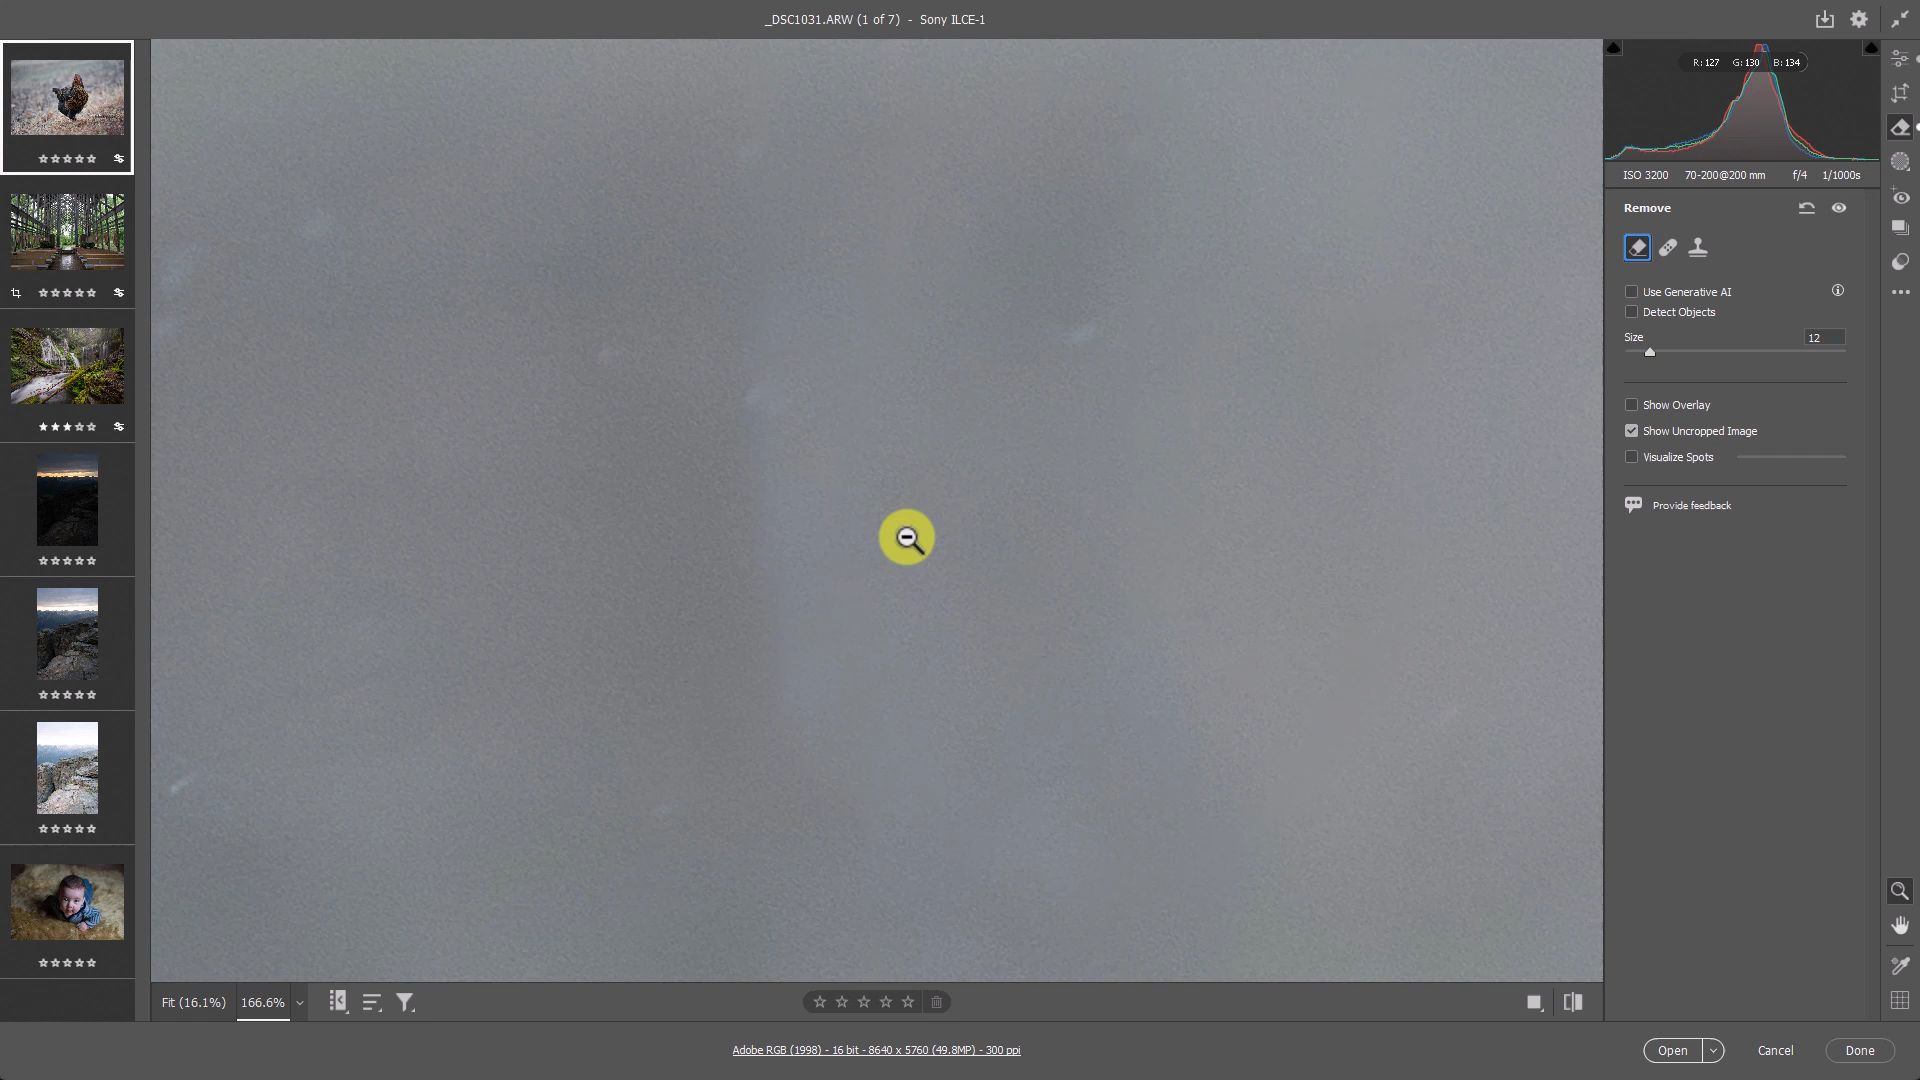 _DSC1031.ARW (1 of 7) - Sony ILCE-1
R: 127 G: 130 B: 134
ISO 3200 70-200@200 mm f/4 1/1000s
Remove
Use Generative AI
Detect Objects
Size 12
Show Overlay
Show Uncropped Image
Visualize Spots
Provide feedback
Fit (16.1%) 166.6%
Adobe RGB (1998) - 16 bit - 8640 x 5760 (49.8MP) - 300 ppi
Open Cancel Done